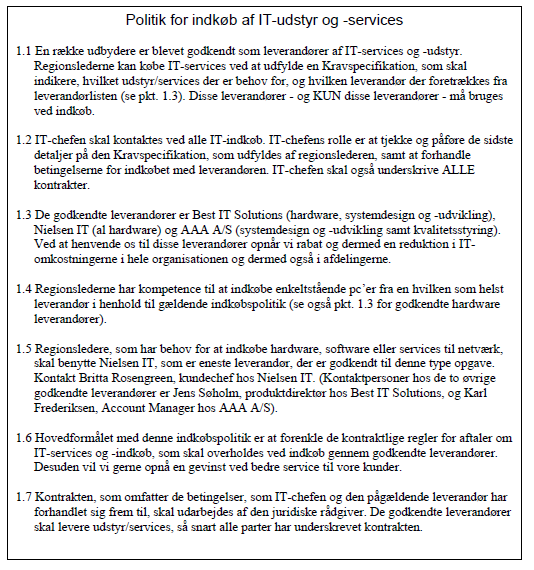 Politik for indkøb af IT-udstyr og -services
1.1 En række udbydere er blevet godkendt som leverandører af IT-services og -udstyr.
Regionslederne kan købe IT-services ved at udfylde en Kravspecifikation, som skal
indikere, hvilket udstyr/services der er behov for, og hvilken leverandør der foretrækkes fra
leverandørlisten (se pkt. 1.3). Disse leverandører - og KUN disse leverandører - må bruges
ved indkøb.
1.2 IT-chefen skal kontaktes ved alle IT-indkøb. IT-chefens rolle er at tjekke og påføre de sidste
detaljer på den Kravspecifikation, som udfyldes af regionslederen, samt at forhandle
betingelserne for indkøbet med leverandøren. IT-chefen skal også underskrive ALLE
kontrakter.
1.3 De godkendte leverandører er Best IT Solutions (hardware, systemdesign og -udvikling),
Nielsen IT (al hardware) og AAA A/S (systemdesign og -udvikling samt kvalitetsstyring).
Ved at henvende os til disse leverandører opnår vi rabat og dermed en reduktion i IT-
omkostningerne i hele organisationen og dermed også i afdelingerne.
1.4 Regionslederne har kompetence til at indkøbe enkeltstående pc'er fra en hvilken som helst
leverandør i henhold til gældende indkøbspolitik (se også pkt. 1.3 for godkendte hardware
leverandører).
1.5 Regionsledere, som har behov for at indkøbe hardware, software eller services til netværk,
skal benytte Nielsen IT, som er eneste leverandør, der er godkendt til denne type opgave.
Kontakt Britta Rosengreen, kundechef hos Nielsen IT. (Kontaktpersoner hos de to øvrige
godkendte leverandører er Jens Søholm, produktdirektør hos Best IT Solutions, og Karl
Frederiksen, Account Manager hos AAA A/S).
1.6 Hovedformålet med denne indkøbspolitik er at forenkle de kontraktlige regler for aftaler om
IT-services og -indkøb, som skal overholdes ved indkøb gennem godkendte leverandører.
Desuden vil vi gerne opnå en gevinst ved bedre service til vore kunder.
1.7 Kontrakten, som omfatter de betingelser, som IT-chefen og den pågældende leverandør har
forhandlet sig frem til, skal udarbejdes af den juridiske rådgiver. De godkendte leverandører
skal levere udstyr/services, så snart alle parter har underskrevet kontrakten.